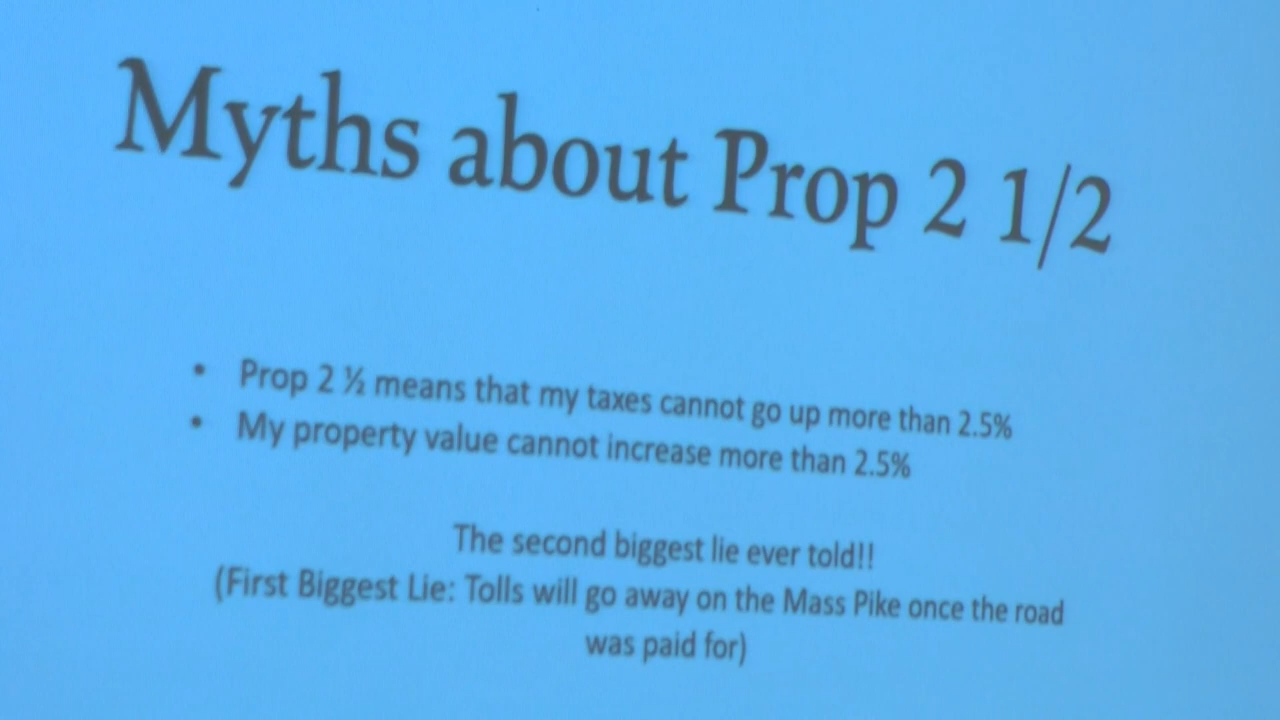 Myths about Prop 2 1/2
• Prop 2 ½ means that my taxes cannot go up more than 2.5%
• My property value cannot increase more than 2.5%
The second biggest lie ever told!!
(First Biggest Lie: Tolls will go away on the Mass Pike once the road
was paid for)